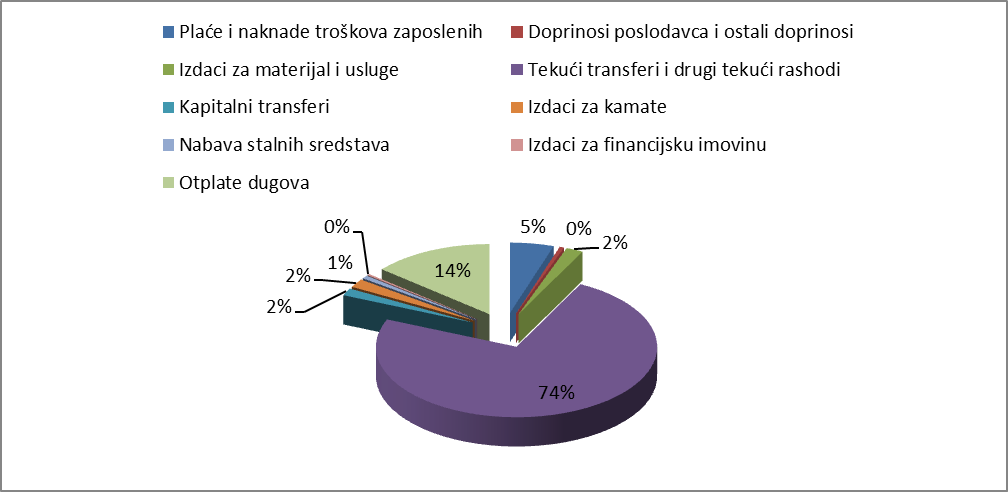 Plaće i naknade troškova zaposlenih
Doprinosi poslodavca i ostali doprinosi
Izdaci za materijal i usluge
Tekući transferi i drugi tekući rashodi
Kapitalni transferi
Izdaci za kamate
Nabava stalnih sredstava
Izdaci za financijsku imovinu
Otplate dugova
0%
5%
0%
2%
1%
14%
2%
2%
74%